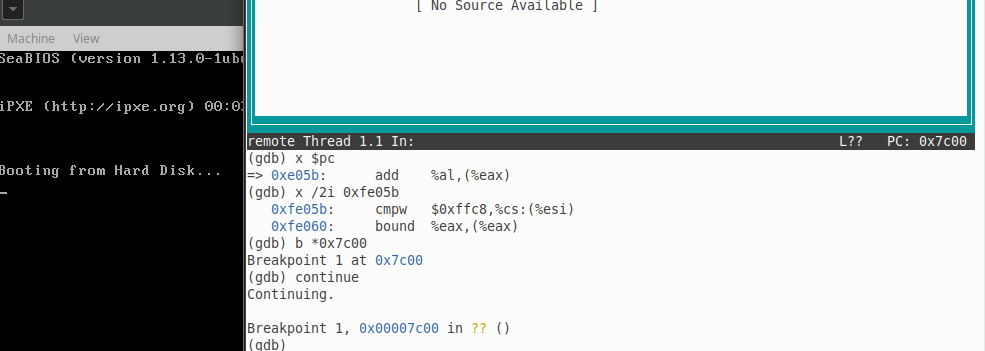 Machine View
SeaBIOS (version 1.13.0-1ub
iPXE (http://ipxe.org) 00:0
Booting from Hard Disk...
[ No Source Available ]
remote Thread 1.1 In: L?? PC: 0x7c00
(gdb) x $pc
=> 0xe05b: add %al,(%eax)
(gdb) x /2i 0xfe05b
0xfe05b: cmpw $0xffc8,%cs:(%esi)
0xfe060: bound %eax,(%eax)
(gdb) b *0x7c00
Breakpoint 1 at 0x7c00
(gdb) continue
Continuing.
Breakpoint 1, 0x00007c00 in ?? ()
(gdb)